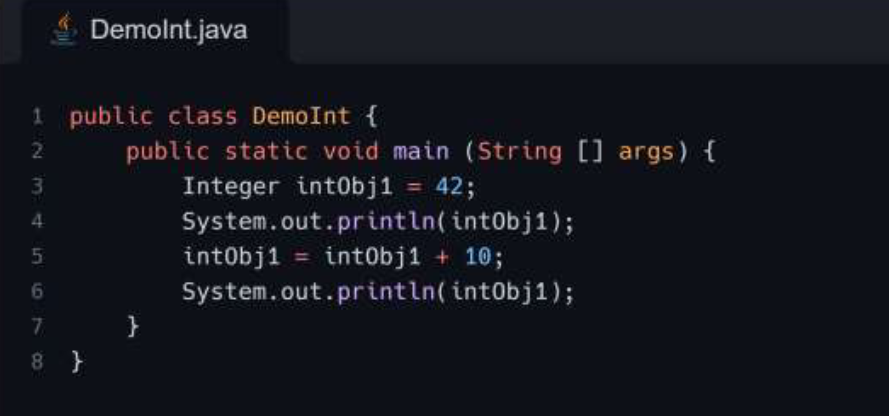 DemoInt.java
1 public class DemoInt {
2     public static void main (String [] args) {
3         Integer intObj1 = 42;
4         System.out.println(intObj1);
5         intObj1 = intObj1 + 10;
6         System.out.println(intObj1);
7     }
8 }